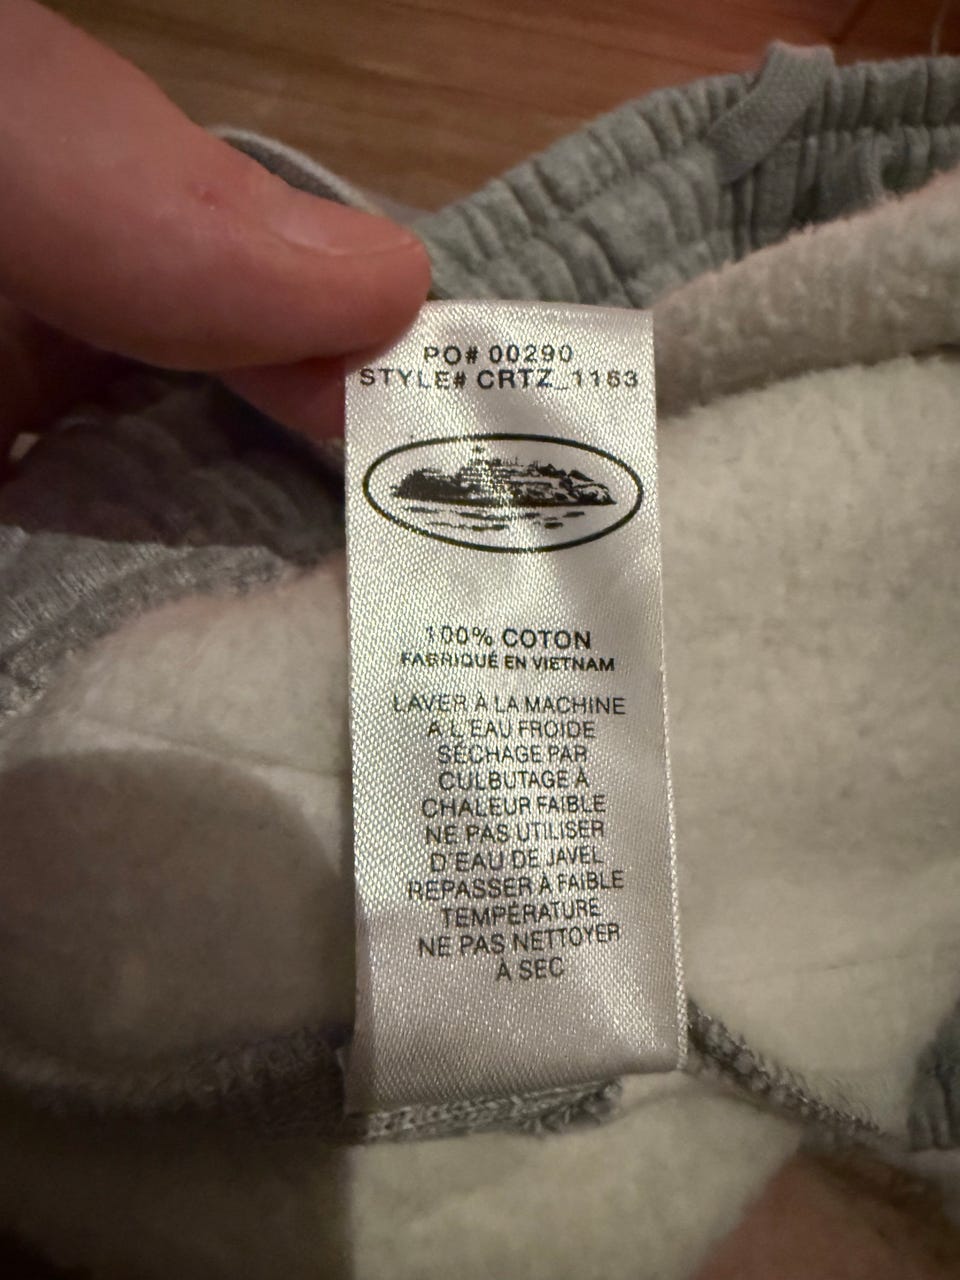 PO# 00290
STYLE# CRTZ_1163
100% COTON
FABRIQUÉ EN VIETNAM
LAVER À LA MACHINE
A L'EAU FROIDE
SÉCHAGE PAR
CULBUTAGE À
CHALEUR FAIBLE
NE PAS UTILISER
D'EAU DE JAVEL
REPASSER À FAIBLE
TEMPÉRATURE
NE PAS NETTOYER
À SEC